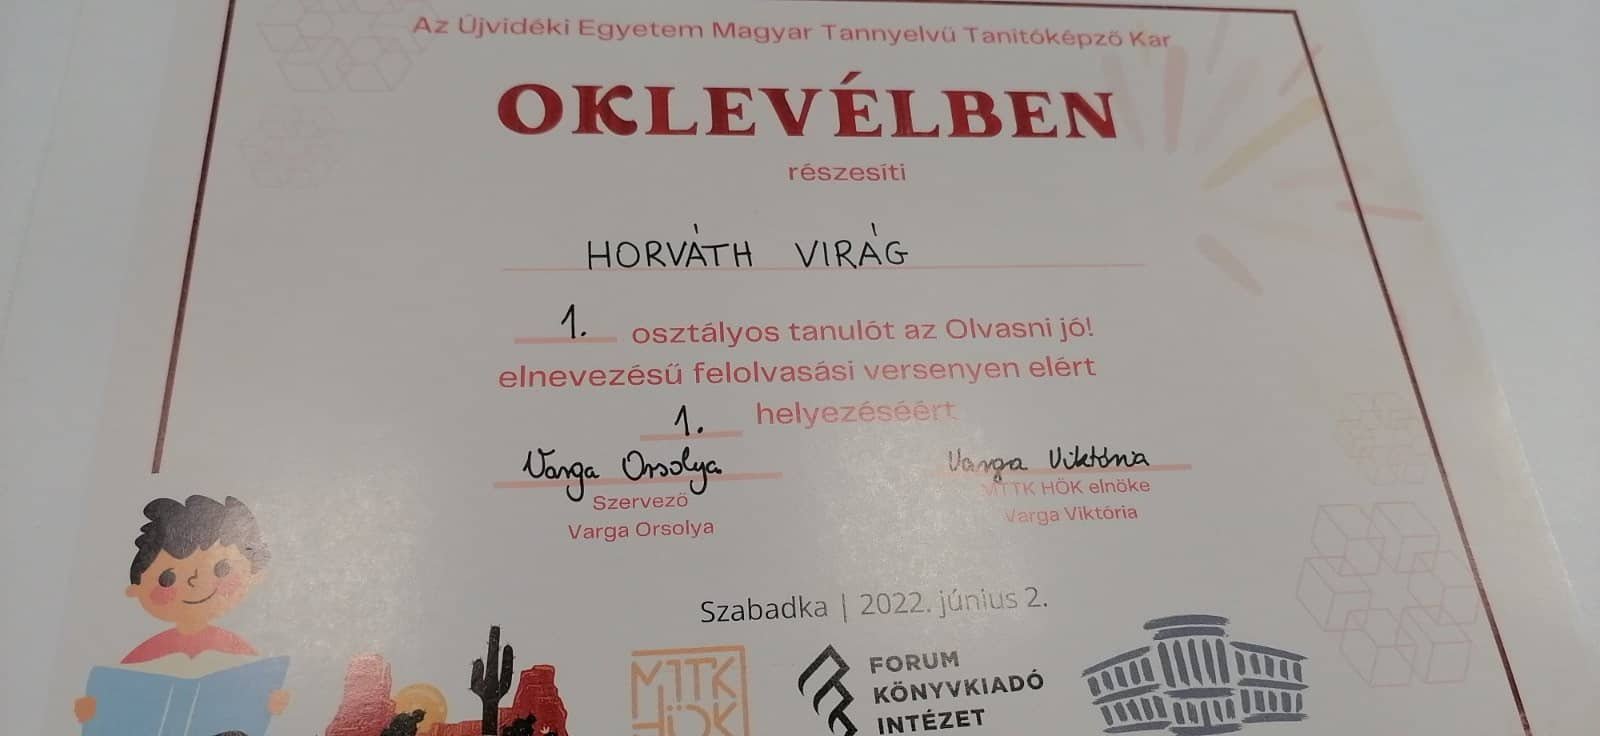 Az Újvidéki Egyetem Magyar Tannyelvű Tanítóképző Kar
OKLEVÉLBEN
részesíti
HORVÁTH VIRÁG
1. osztályos tanulót az Olvasni jó!
elnevezésű felolvasási versenyen elért
1. helyezéséért
Varga Orsolya Varga Viktória
Szervező MTTK HÖK elnöke
Varga Orsolya Varga Viktória
Szabadka | 2022. június 2.
MTTK
HÖK
FORUM
KÖNYVKIADÓ
INTÉZET